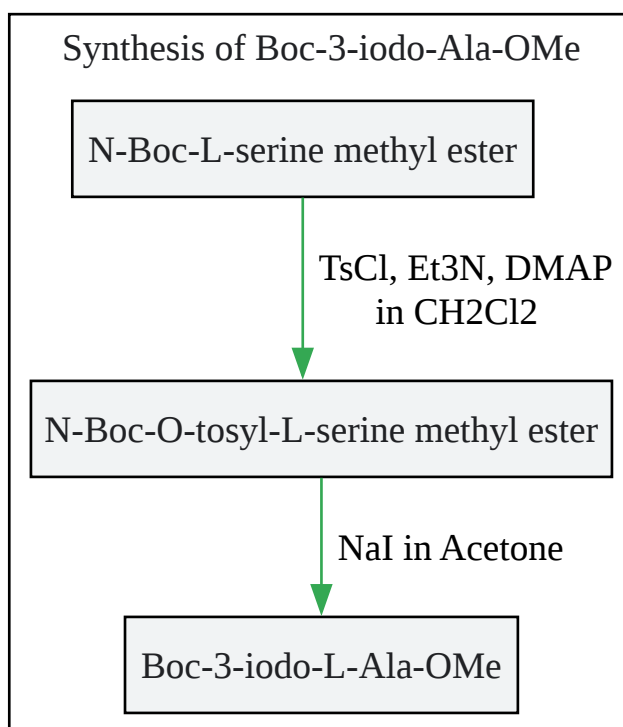 Synthesis of Boc-3-iodo-Ala-OMe
N-Boc-L-serine methyl ester
TsCl, Et3N, DMAP
in CH2Cl2
N-Boc-O-tosyl-L-serine methyl ester
NaI in Acetone
Boc-3-iodo-L-Ala-OMe